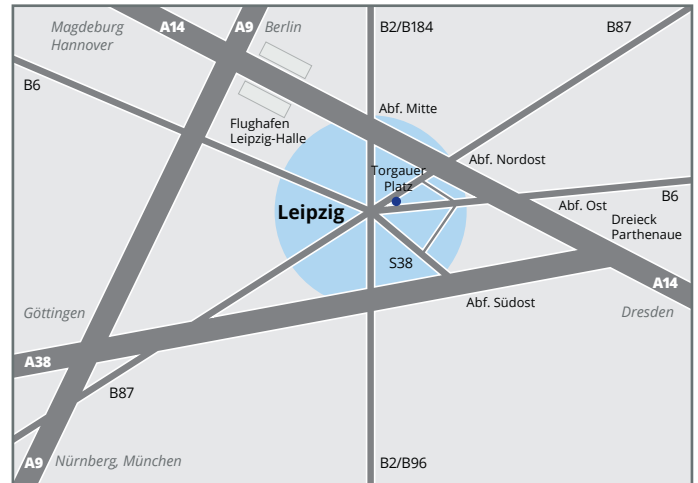 Magdeburg
Hannover
A14
A9
Berlin
B2/B184
B87
B6
Abf. Mitte
Flughafen
Leipzig-Halle
Abf. Nordost
Torgauer
Platz
B6
Abf. Ost
Leipzig
Dreieck
Parthenaue
S38
A14
Abf. Südost
Göttingen
Dresden
A38
B87
A9
Nürnberg, München
B2/B96